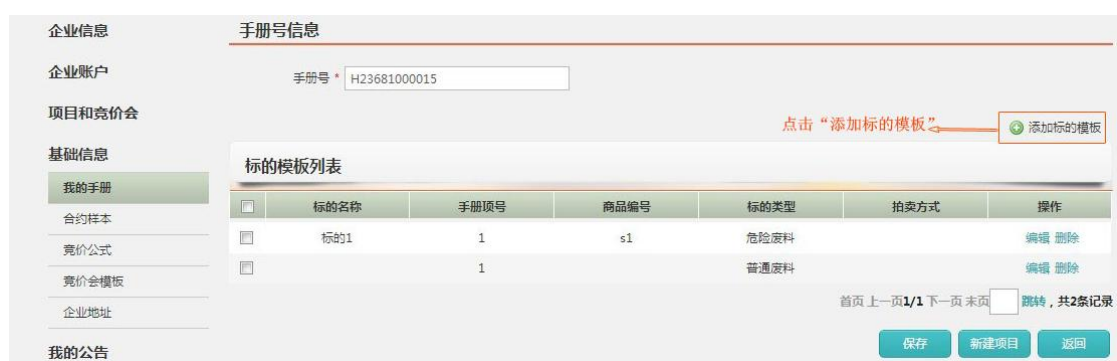 企业信息
企业账户
项目和竞价会
基础信息
我的手册
合约样本
竞价公式
竞价会模板
企业地址
我的公告
手册号信息
手册号 * H23681000015
点击“添加标的模板”
添加标的模板
标的模板列表
标的名称 手册项号 商品编号 标的类型 拍卖方式 操作
标的1 1 s1 危险废料 编辑 删除
1 普通废料 编辑 删除
首页 上一页1/1 下一页 末页 跳转 , 共2条记录
保存 新建项目 返回